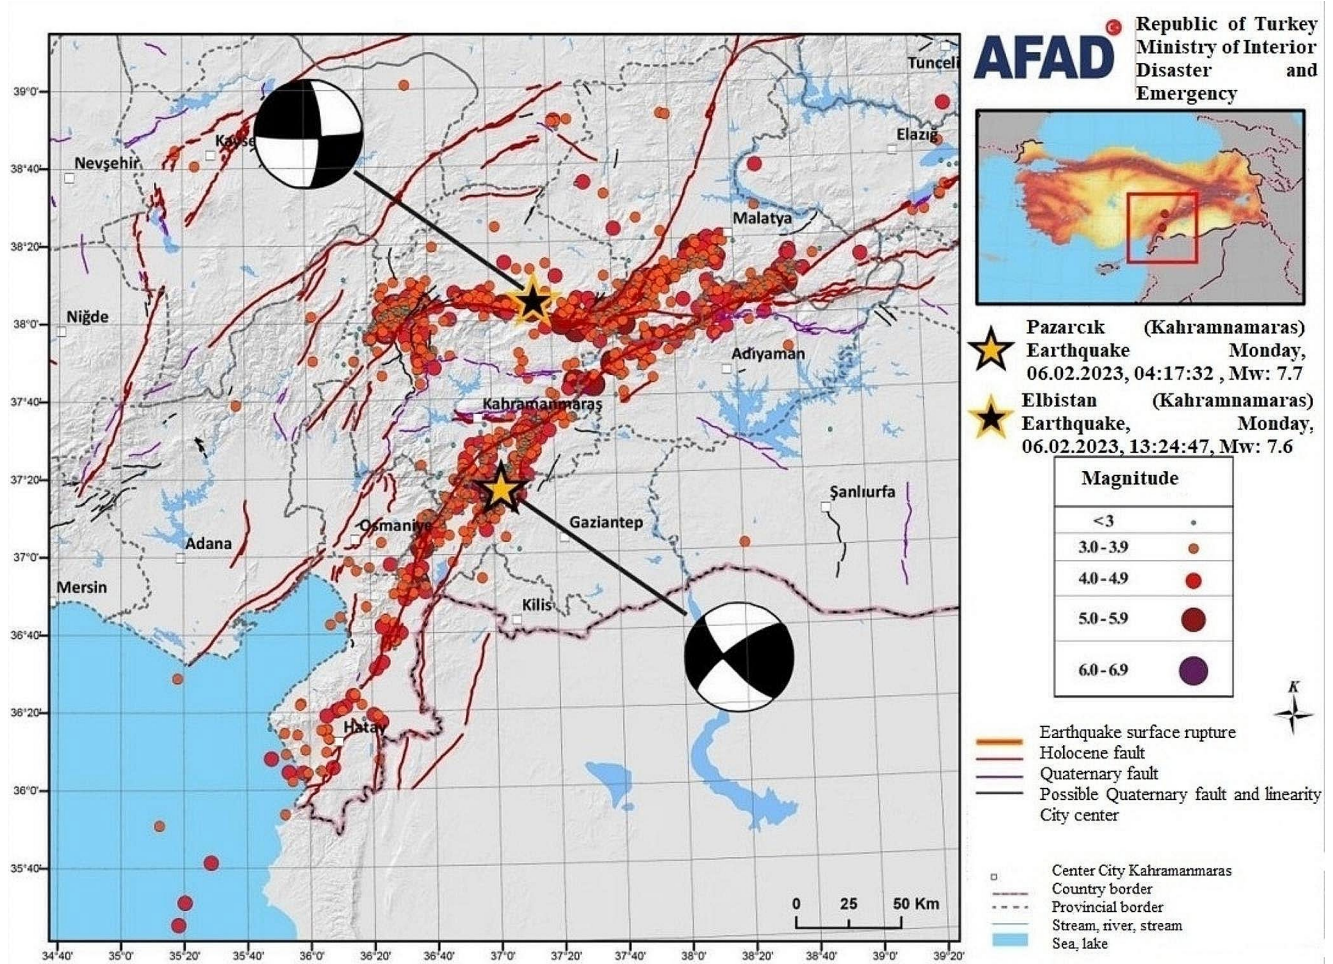 AFAD
Republic of Turkey
Ministry of Interior
Disaster and
Emergency
Tunceli
39°0'
Elazığ
Kayse
Nevşehir
38°40'
Malatya
38°20'
Niğde
38°0'
Adıyaman
37°40'
Kahramanmaraş
37°20'
Şanlıurfa
Osmaniye
Gaziantep
Adana
37°0'
Mersin
Kilis
36°40'
36°20'
Hatay
36°0'
35°40'
0 25 50 Km
34°40' 35°0' 35°20' 36°0' 36°20' 36°40' 37°0' 37°20' 37°40' 38°0' 38°20' 38°40' 39°0' 39°20'
Pazarcık (Kahramnamaras)
Earthquake Monday,
06.02.2023, 04:17:32 , Mw: 7.7
Elbistan (Kahramnamaras)
Earthquake, Monday,
06.02.2023, 13:24:47, Mw: 7.6
Magnitude
<3
3.0-3.9
4.0-4.9
5.0-5.9
6.0-6.9
K
Earthquake surface rupture
Holocene fault
Quaternary fault
Possible Quaternary fault and linearity
City center
Center City Kahramanmaras
Country border
Provincial border
Stream, river, stream
Sea, lake